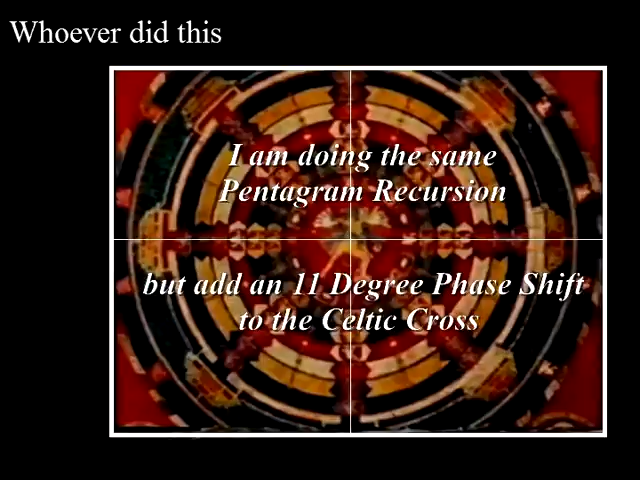 Whoever did this
I am doing the same
Pentagram Recursion
but add an 11 Degree Phase Shift
to the Celtic Cross